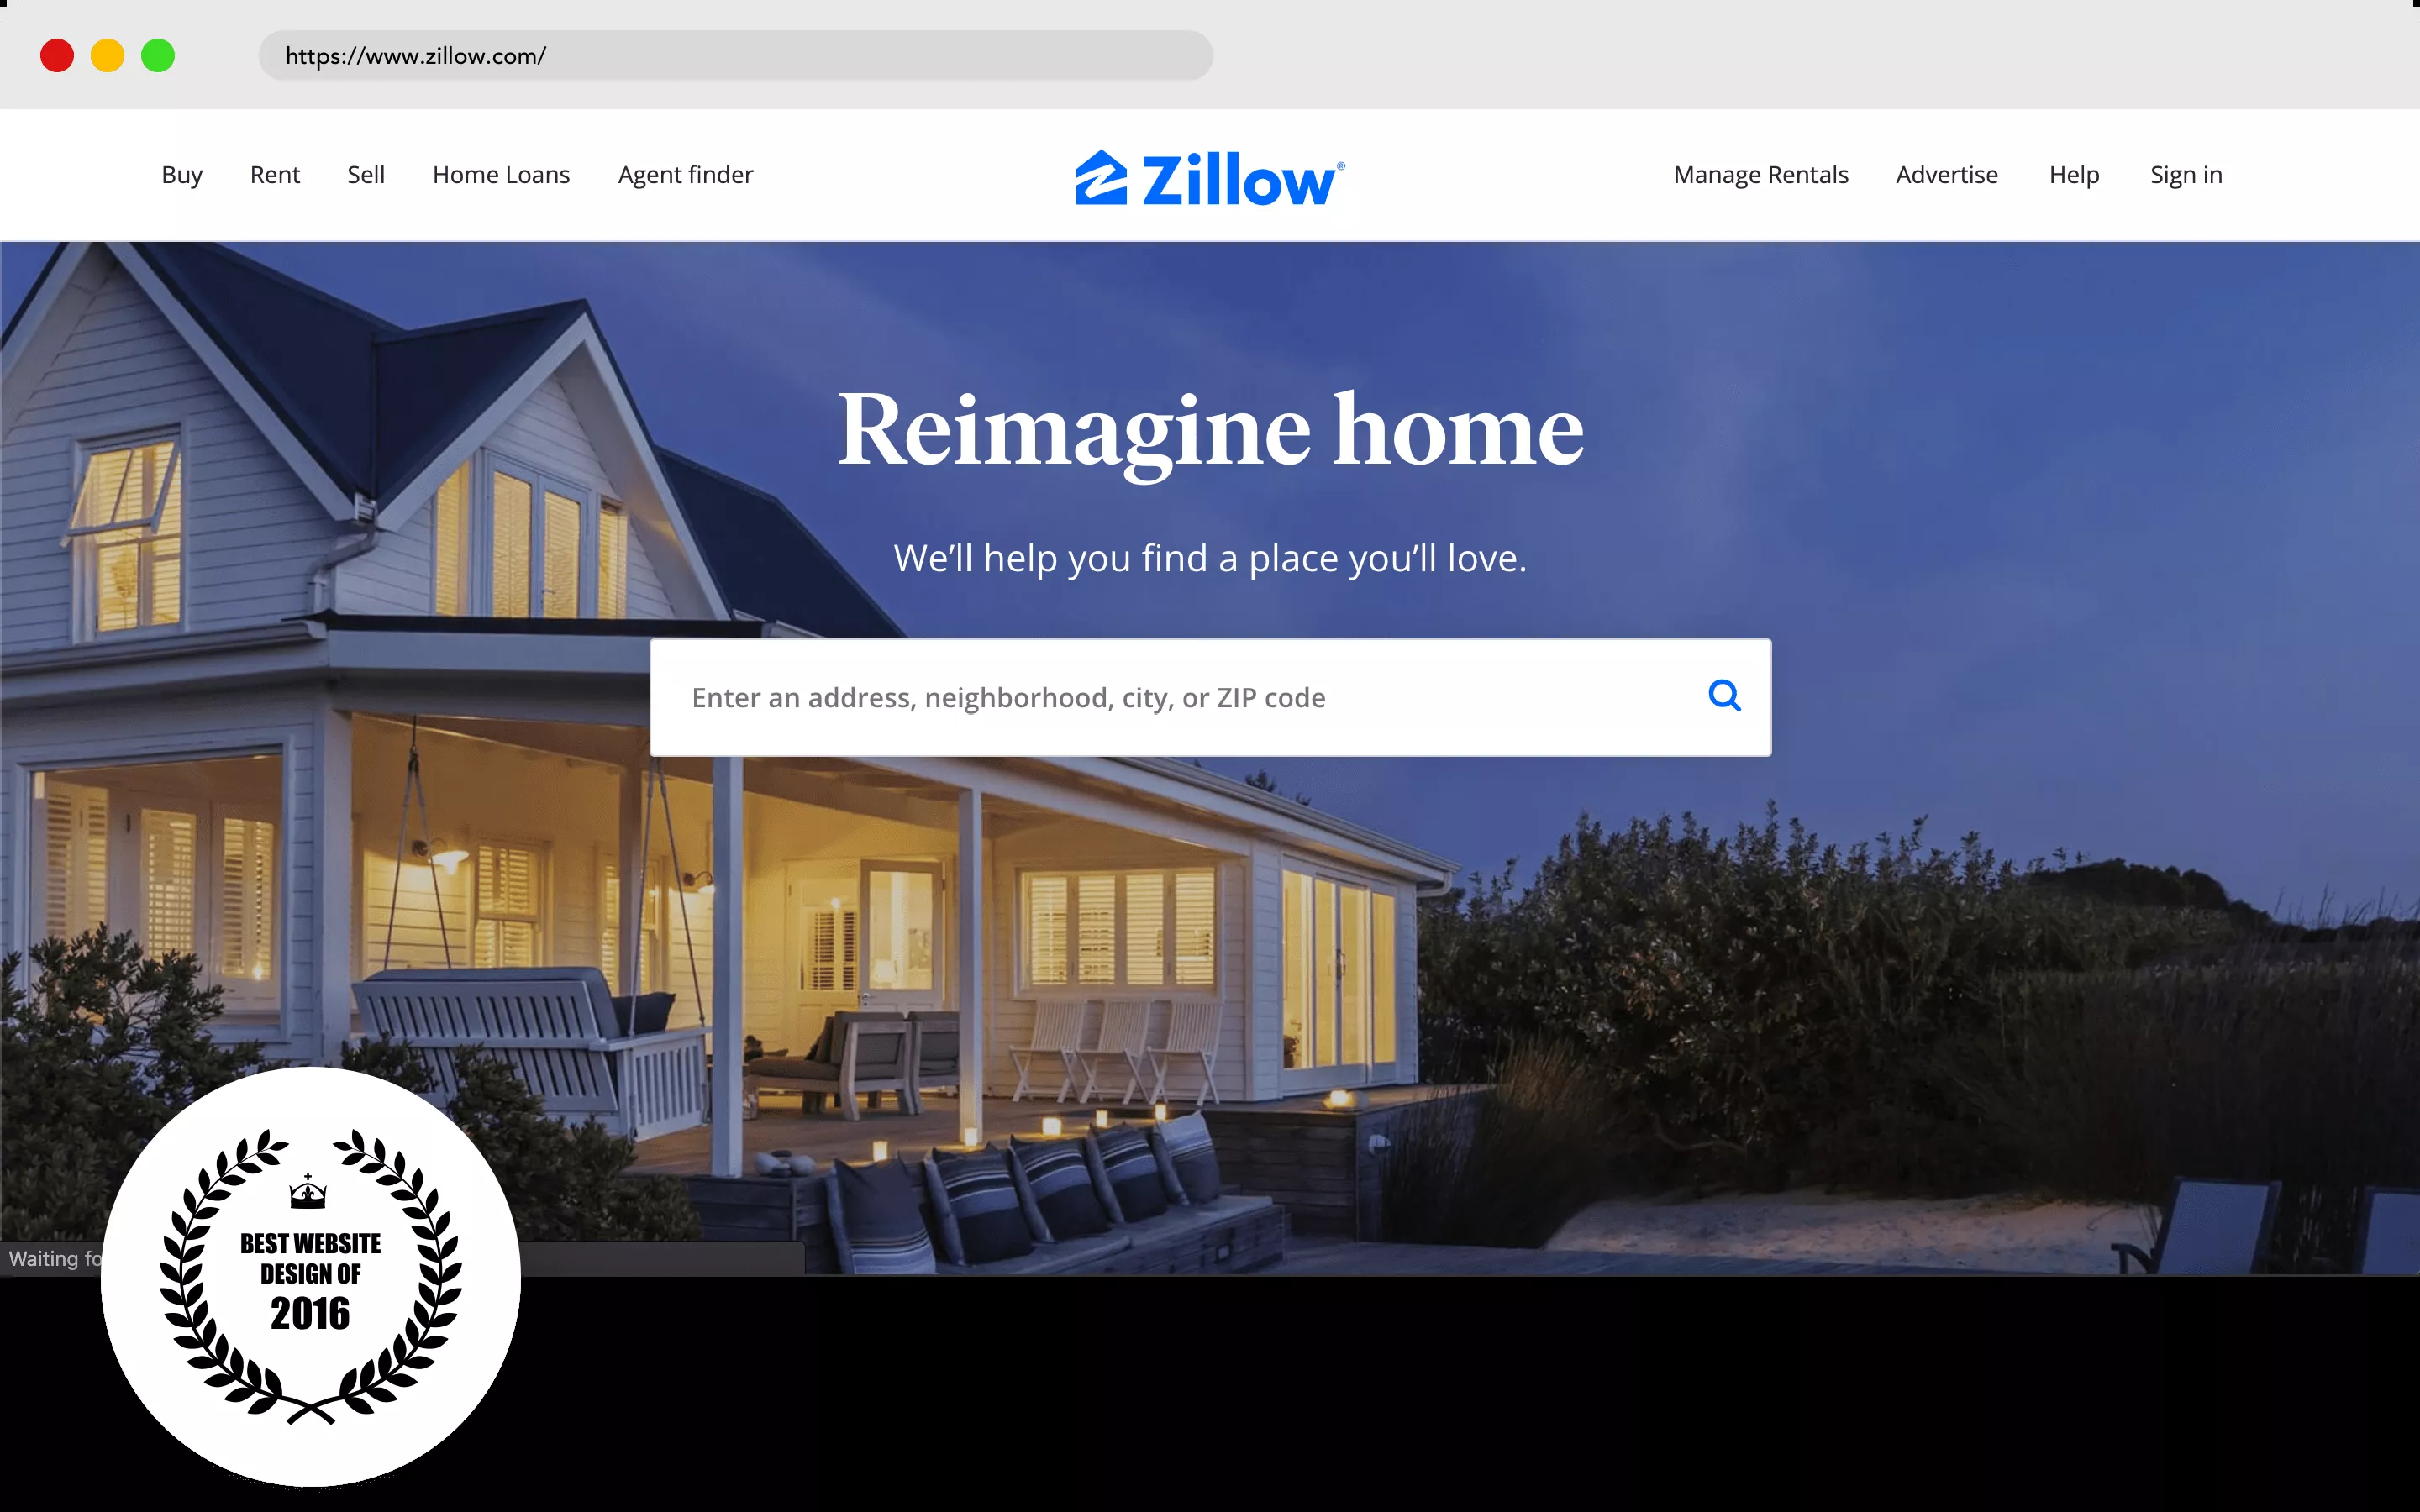 https://www.zillow.com/
Buy Rent Sell Home Loans Agent finder Zillow® Manage Rentals Advertise Help Sign in
Reimagine home
We’ll help you find a place you’ll love.
Enter an address, neighborhood, city, or ZIP code
Waiting fo
BEST WEBSITE
DESIGN OF
2016